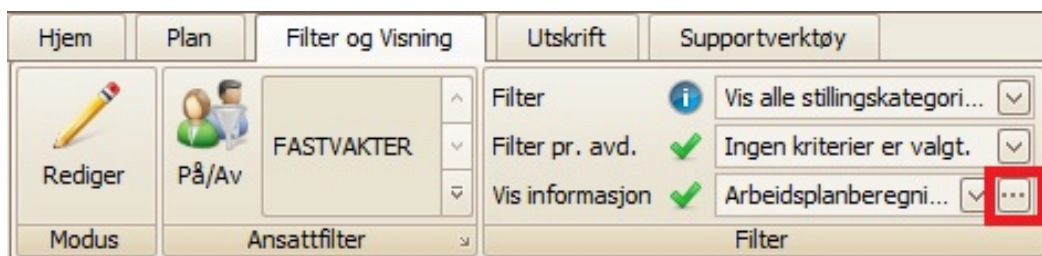 Hjem Plan Filter og Visning Utskrift Supportverktøy
Filter Vis alle stillingskategori...
FASTVAKTER Filter pr. avd. Ingen kriterier er valgt.
Rediger På/Av Vis informasjon Arbeidsplanberegni... ...
Modus Ansattfilter Filter